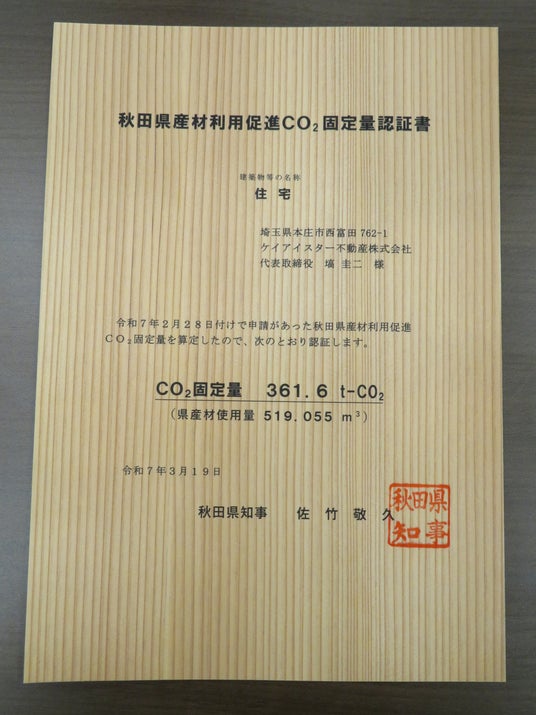 秋田県産材利用促進CO₂固定量認証書
建築物等の名称
住宅
埼玉県本庄市西富田762-1
ケイアイスター不動産株式会社
代表取締役 塙 圭二 様
令和7年2月28日付けで申請があった秋田県産材利用促進
CO₂固定量を算定したので、次のとおり認証します。
CO₂固定量 361.6 t-CO₂
(県産材使用量 519.055 m³)
令和7年3月19日
秋田県知事 佐竹敬久
秋田県
知事